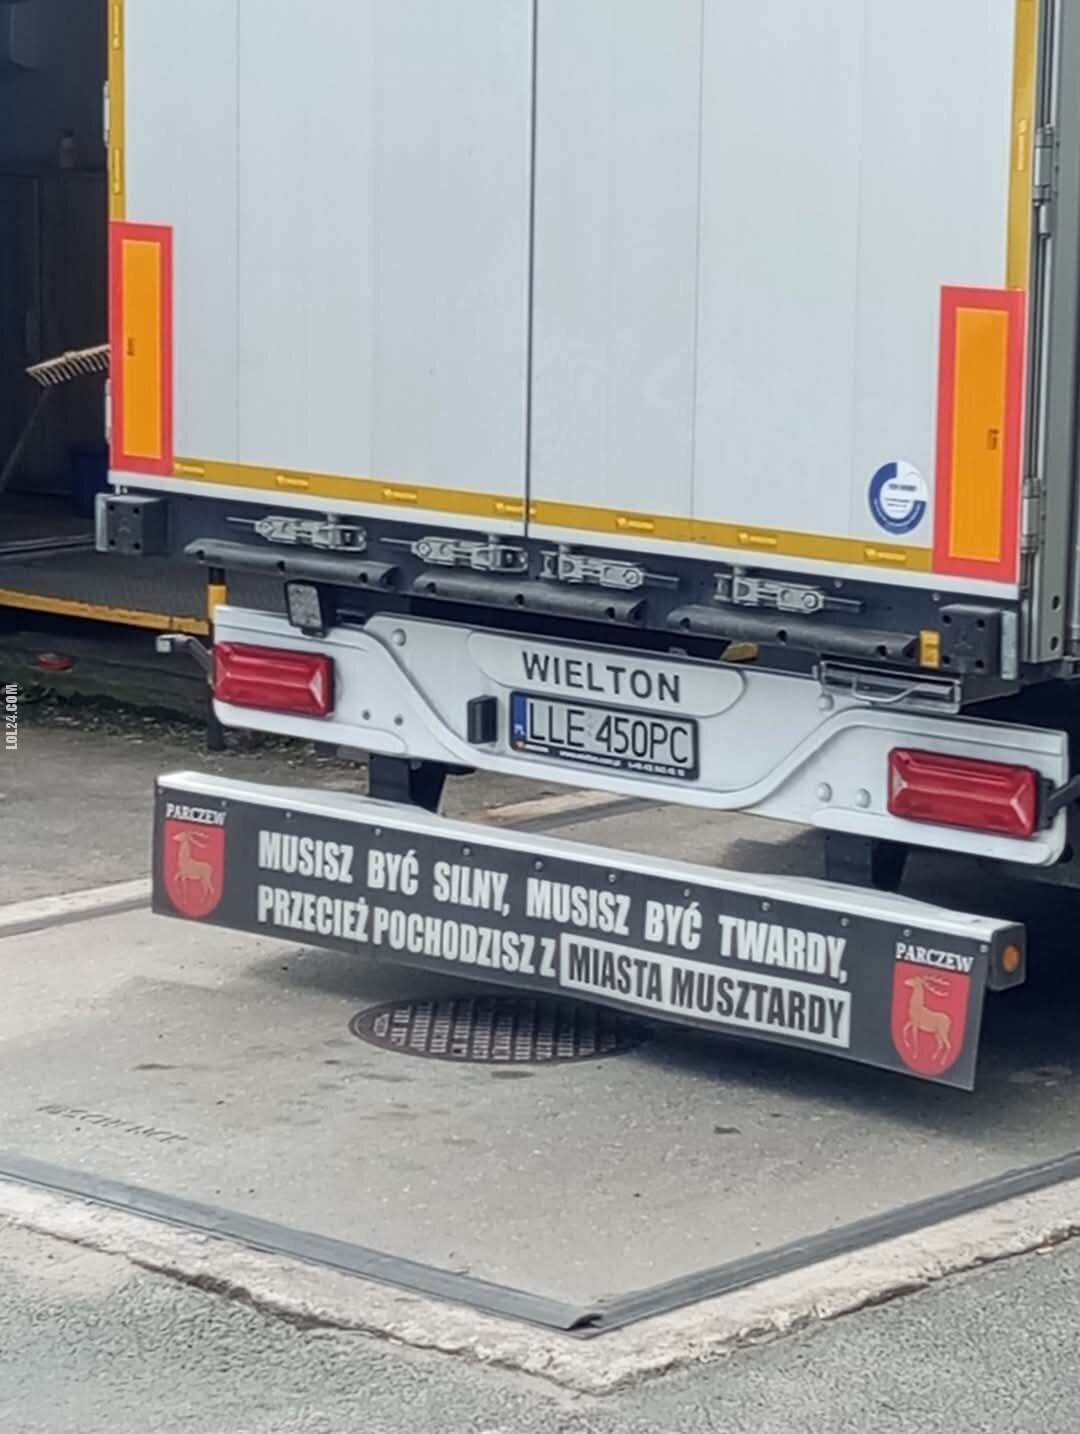 WIELTON
LLE 450PC
PARCZEW
MUSISZ BYĆ SILNY, MUSISZ BYĆ TWARDY,
PRZECIEŻ POCHODZISZ Z MIASTA MUSZTARDY
PARCZEW
LOL24.COM